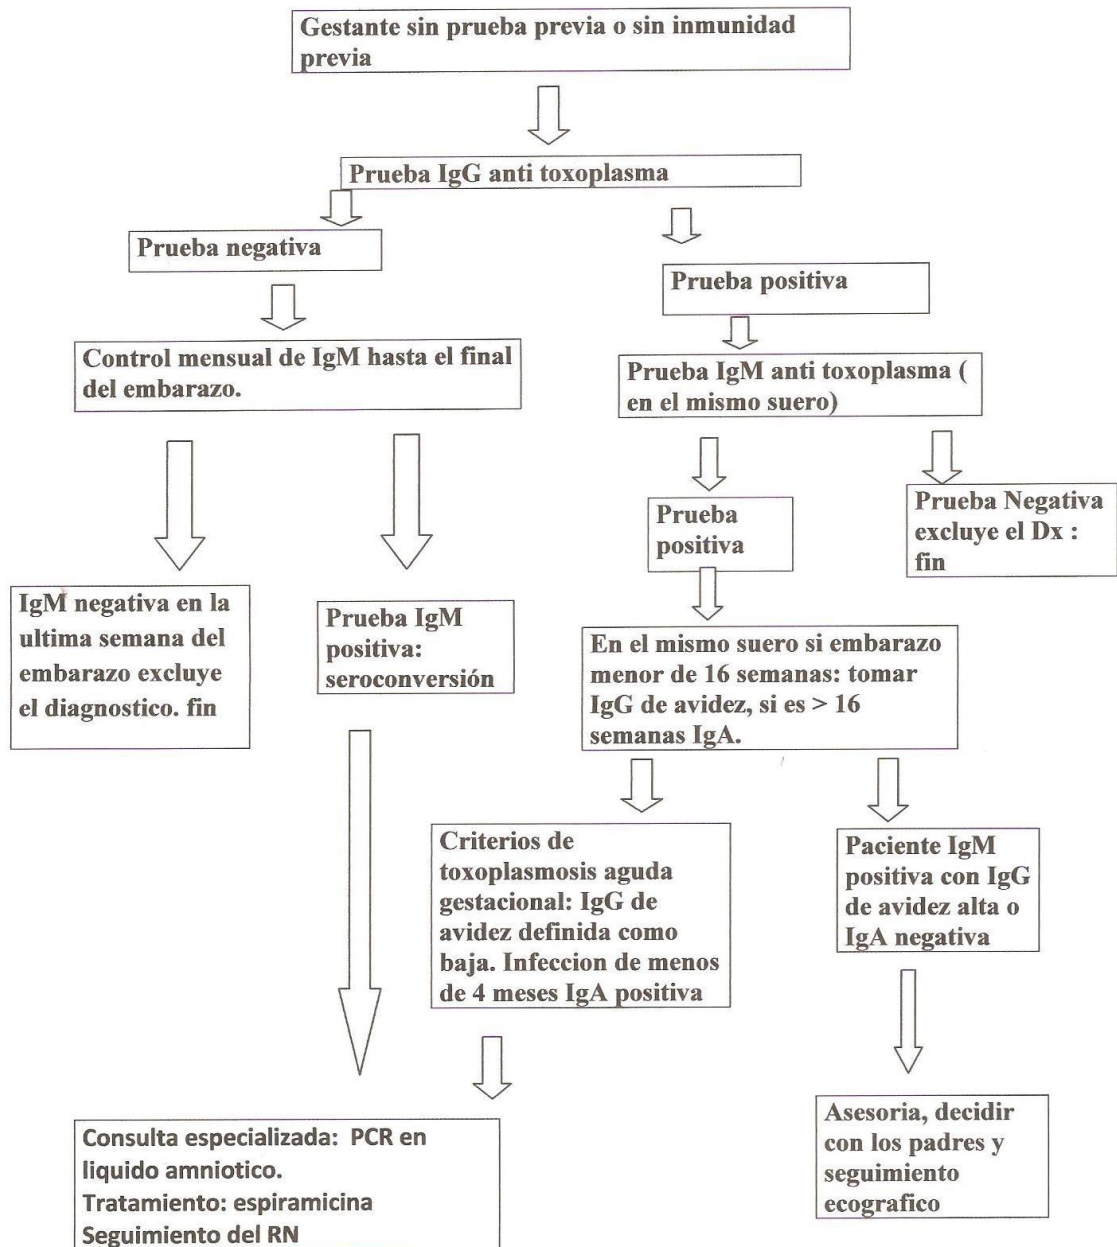 Gestante sin prueba previa o sin inmunidad
previa
Prueba IgG anti toxoplasma
Prueba negativa
Prueba positiva
Control mensual de IgM hasta el final
del embarazo.
Prueba IgM anti toxoplasma (
en el mismo suero)
Prueba
positiva
Prueba Negativa
excluye el Dx :
fin
IgM negativa en la
ultima semana del
embarazo excluye
el diagnostico. fin
Prueba IgM
positiva:
seroconversión
En el mismo suero si embarazo
menor de 16 semanas: tomar
IgG de avidez, si es > 16
semanas IgA.
Criterios de
toxoplasmosis aguda
gestacional: IgG de
avidez definida como
baja. Infeccion de menos
de 4 meses IgA positiva
Paciente IgM
positiva con IgG
de avidez alta o
IgA negativa
Consulta especializada: PCR en
liquido amniotico.
Tratamiento: espiramicina
Seguimiento del RN
Asesoria, decidir
con los padres y
seguimiento
ecografico